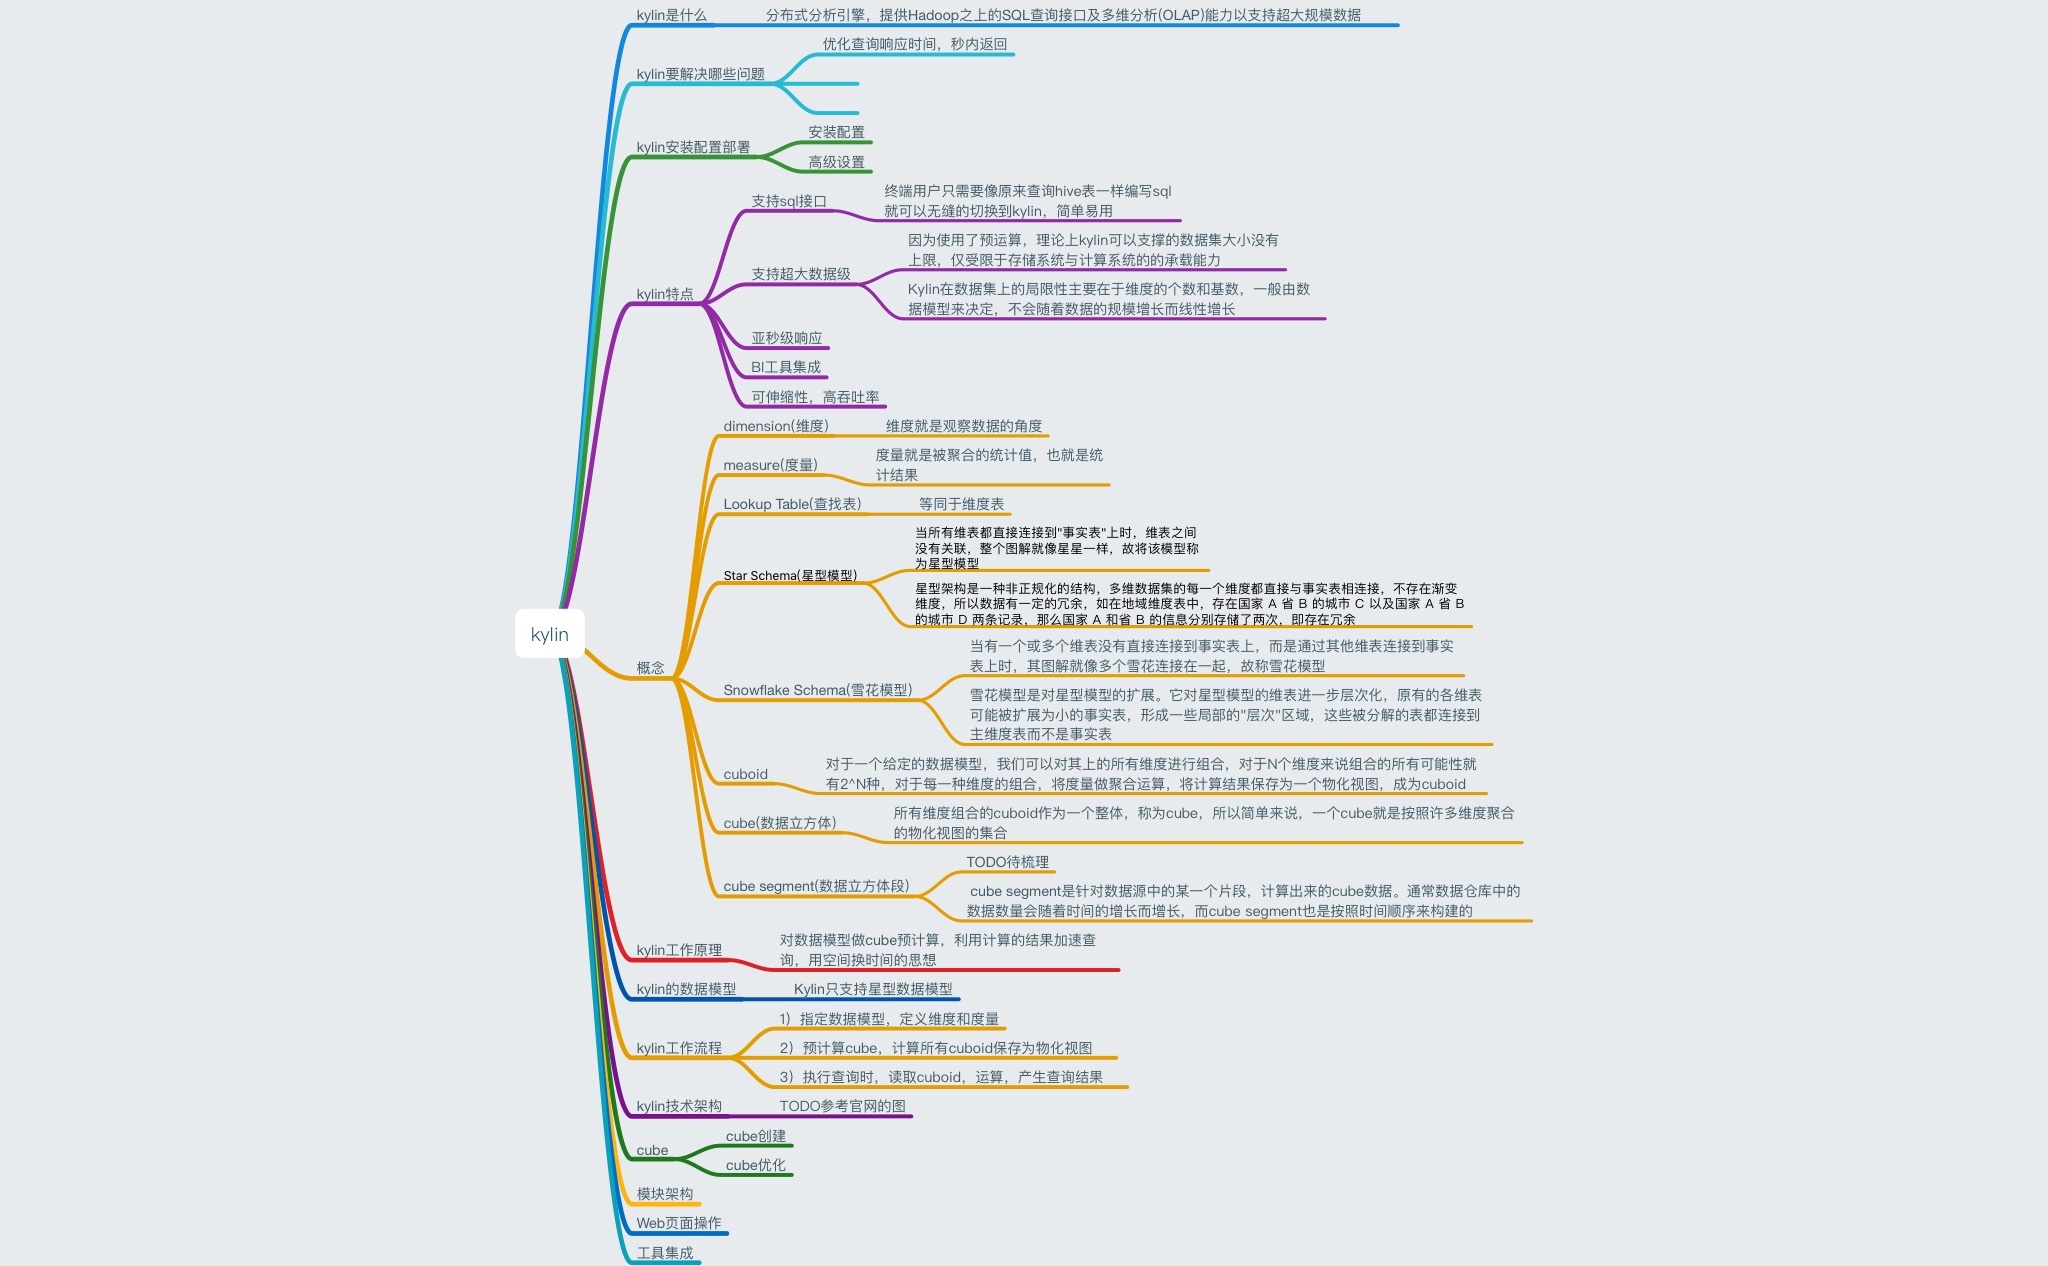 kylin是什么
分布式分析引擎，提供Hadoop之上的SQL查询接口及多维分析(OLAP)能力以支持超大规模数据
kylin要解决哪些问题
优化查询响应时间，秒内返回
kylin安装配置部署
安装配置
高级设置
kylin特点
支持sql接口
终端用户只需要像原来查询hive表一样编写sql
就可以无缝的切换到kylin，简单易用
支持超大数据级
因为使用了预运算，理论上kylin可以支撑的数据集大小没有
上限，仅受限于存储系统与计算系统的的承载能力
Kylin在数据集上的局限性主要在于维度的个数和基数，一般由数
据模型来决定，不会随着数据的规模增长而线性增长
亚秒级响应
BI工具集成
可伸缩性，高吞吐率
kylin
概念
dimension(维度)
维度就是观察数据的角度
measure(度量)
度量就是被聚合的统计值，也就是统
计结果
Lookup Table(查找表)
等同于维度表
Star Schema(星型模型)
当所有维表都直接连接到"事实表"上时，维表之间
没有关联，整个图解就像星星一样，故将该模型称
为星型模型
星型架构是一种非正规化的结构，多维数据集的每一个维度都直接与事实表相连接，不存在渐变
维度，所以数据有一定的冗余，如在地域维度表中，存在国家 A 省 B 的城市 C 以及国家 A 省 B
的城市 D 两条记录，那么国家 A 和省 B 的信息分别存储了两次，即存在冗余
Snowflake Schema(雪花模型)
当有一个或多个维表没有直接连接到事实表上，而是通过其他维表连接到事实
表上时，其图解就像多个雪花连接在一起，故称雪花模型
雪花模型是对星型模型的扩展。它对星型模型的维表进一步层次化，原有的各维表
可能被扩展为小的事实表，形成一些局部的"层次"区域，这些被分解的表都连接到
主维度表而不是事实表
cuboid
对于一个给定的数据模型，我们可以对其上的所有维度进行组合，对于N个维度来说组合的所有可能性就
有2^N种，对于每一种维度的组合，将度量做聚合运算，将计算结果保存为一个物化视图，成为cuboid
cube(数据立方体)
所有维度组合的cuboid作为一个整体，称为cube，所以简单来说，一个cube就是按照许多维度聚合
的物化视图的集合
cube segment(数据立方体段)
TODO待梳理
cube segment是针对数据源中的某一个片段，计算出来的cube数据。通常数据仓库中的
数据数量会随着时间的增长而增长，而cube segment也是按照时间顺序来构建的
kylin工作原理
对数据模型做cube预计算，利用计算的结果加速查
询，用空间换时间的思想
kylin的数据模型
Kylin只支持星型数据模型
kylin工作流程
1）指定数据模型，定义维度和度量
2）预计算cube，计算所有cuboid保存为物化视图
3）执行查询时，读取cuboid，运算，产生查询结果
kylin技术架构
TODO参考官网的图
cube
cube创建
cube优化
模块架构
Web页面操作
工具集成